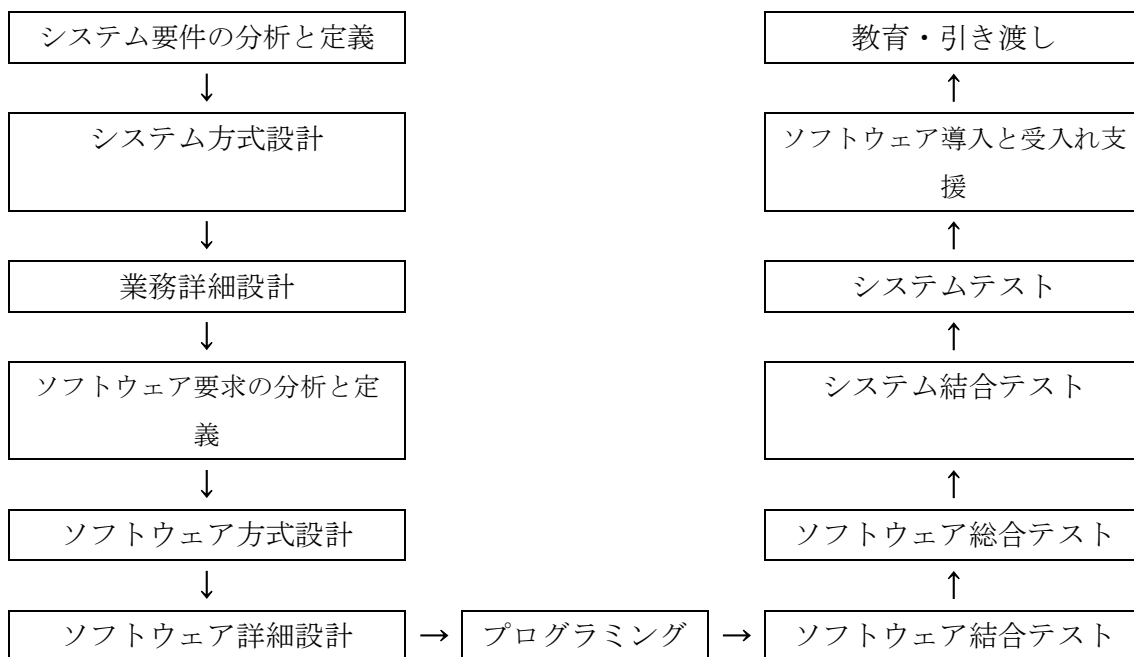 システム要件の分析と定義
教育・引き渡し
↓
↑
システム方式設計
ソフトウェア導入と受入れ支
援
↓
↑
業務詳細設計
システムテスト
↓
↑
ソフトウェア要求の分析と定
義
システム結合テスト
↓
↑
ソフトウェア方式設計
ソフトウェア総合テスト
↓
↑
ソフトウェア詳細設計 → プログラミング → ソフトウェア結合テスト